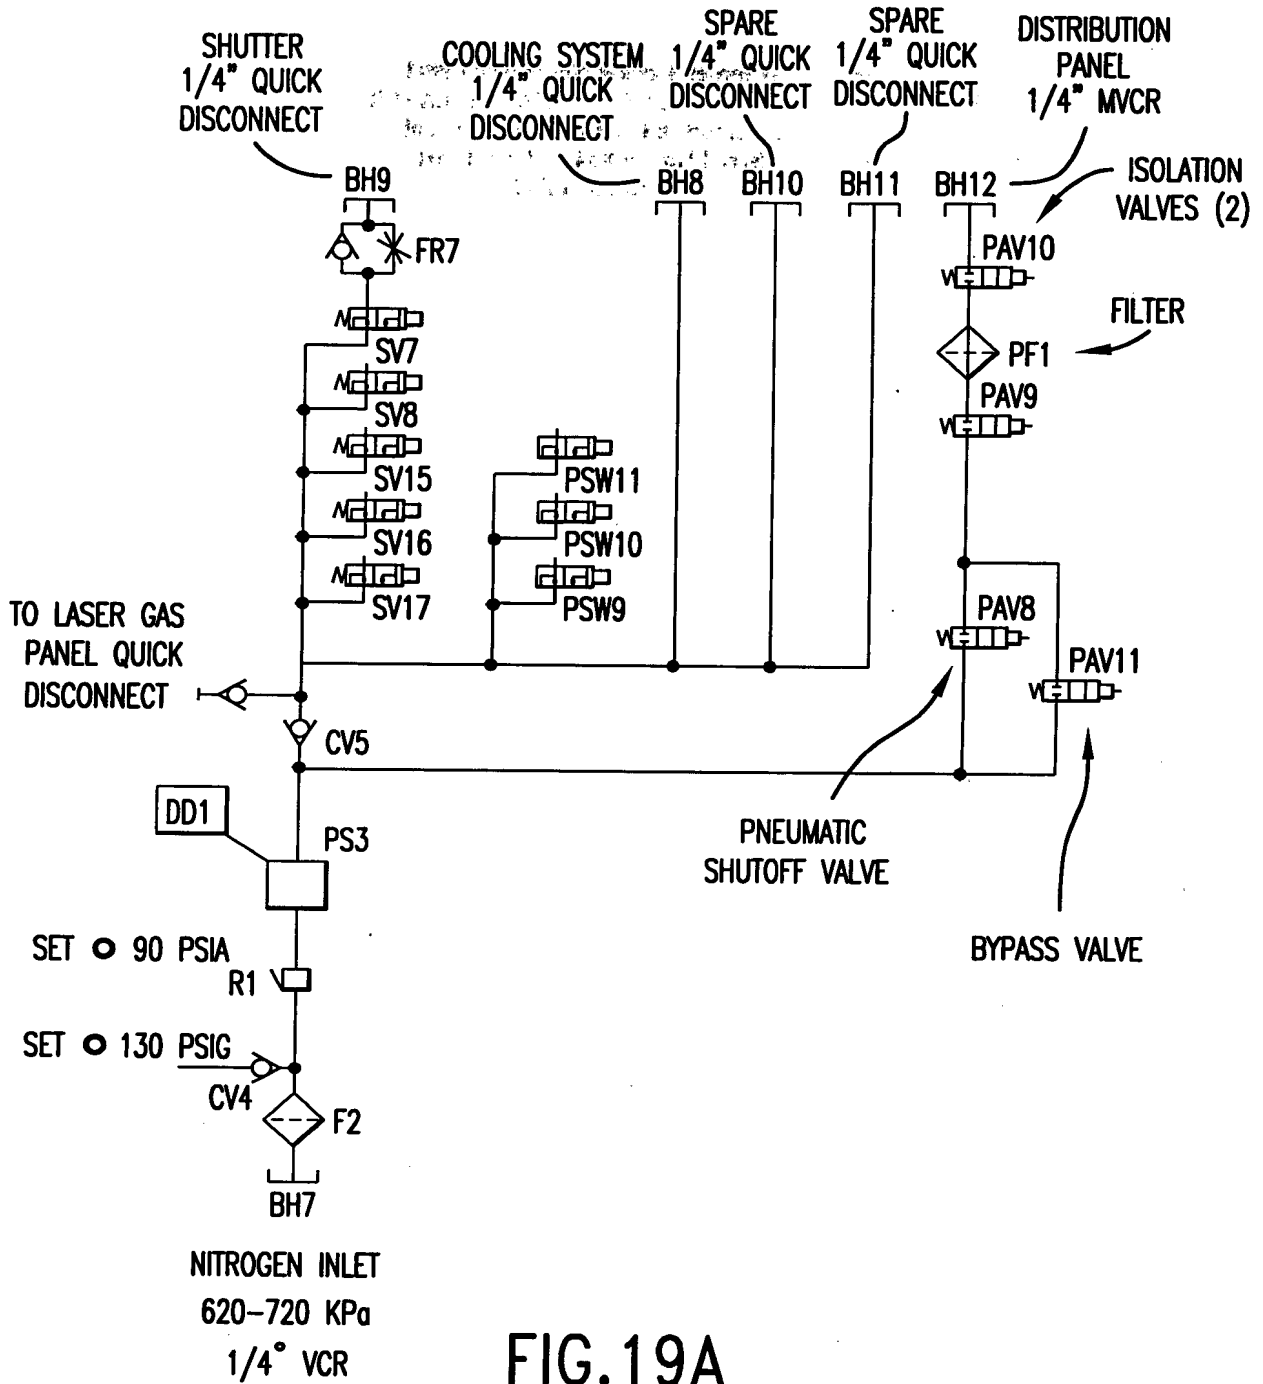 SHUTTER
1/4" QUICK
DISCONNECT
COOLING SYSTEM
1/4" QUICK
DISCONNECT
SPARE
1/4" QUICK
DISCONNECT
SPARE
1/4" QUICK
DISCONNECT
DISTRIBUTION
PANEL
1/4" MVCR
BH9
BH8
BH10
BH11
BH12
ISOLATION
VALVES (2)
FR7
PAV10
FILTER
SV7
PF1
SV8
PAV9
SV15
PSW11
SV16
PSW10
SV17
PSW9
TO LASER GAS
PANEL QUICK
DISCONNECT
PAV8
PAV11
CV5
DD1
PS3
PNEUMATIC
SHUTOFF VALVE
BYPASS VALVE
SET O 90 PSIA
R1
SET O 130 PSIG
CV4
F2
BH7
NITROGEN INLET
620-720 KPa
1/4° VCR
FIG.19A